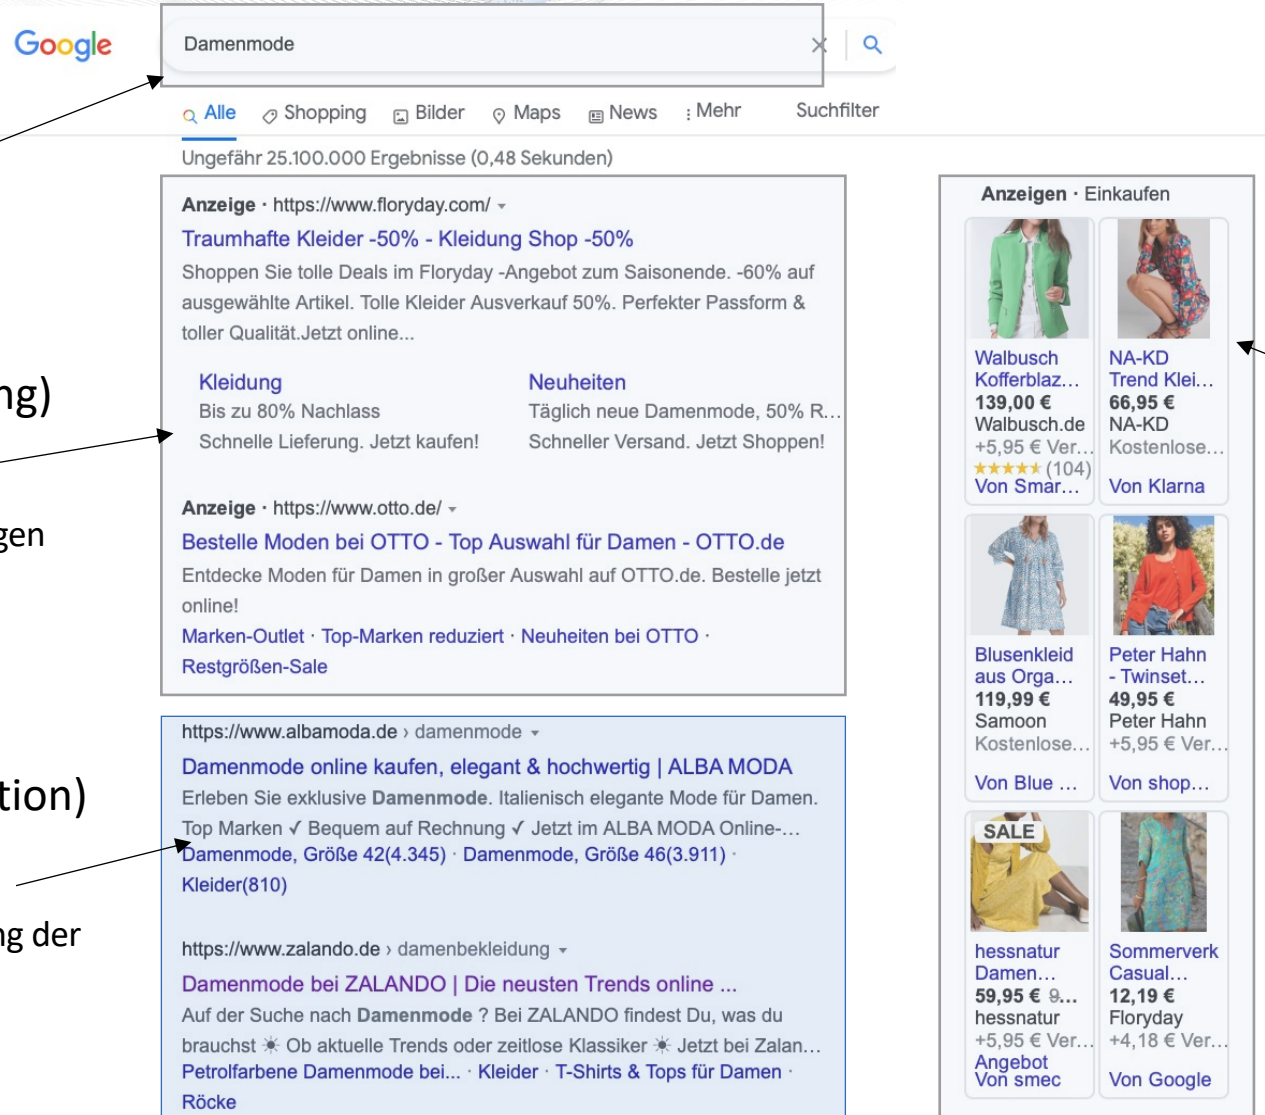 Google
Damenmode
Alle Shopping Bilder Maps News Mehr Suchfilter
Ungefähr 25.100.000 Ergebnisse (0,48 Sekunden)
ng)
gen
tion)
ng der
Anzeige · https://www.floryday.com/
Traumhafte Kleider -50% - Kleidung Shop -50%
Shoppen Sie tolle Deals im Floryday -Angebot zum Saisonende. -60% auf
ausgewählte Artikel. Tolle Kleider Ausverkauf 50%. Perfekter Passform &
toller Qualität.Jetzt online...
Kleidung
Bis zu 80% Nachlass
Schnelle Lieferung. Jetzt kaufen!
Neuheiten
Täglich neue Damenmode, 50% R...
Schneller Versand. Jetzt Shoppen!
Anzeige · https://www.otto.de/
Bestelle Moden bei OTTO - Top Auswahl für Damen - OTTO.de
Entdecke Moden für Damen in großer Auswahl auf OTTO.de. Bestelle jetzt
online!
Marken-Outlet · Top-Marken reduziert · Neuheiten bei OTTO ·
Restgrößen-Sale
https://www.albamoda.de › damenmode
Damenmode online kaufen, elegant & hochwertig | ALBA MODA
Erleben Sie exklusive Damenmode. Italienisch elegante Mode für Damen.
Top Marken ✓ Bequem auf Rechnung ✓ Jetzt im ALBA MODA Online-...
Damenmode, Größe 42(4.345) · Damenmode, Größe 46(3.911) ·
Kleider(810)
https://www.zalando.de › damenbekleidung
Damenmode bei ZALANDO | Die neusten Trends online ...
Auf der Suche nach Damenmode ? Bei ZALANDO findest Du, was du
brauchst ☀ Ob aktuelle Trends oder zeitlose Klassiker ☀ Jetzt bei Zalan...
Petrolfarbene Damenmode bei... · Kleider · T-Shirts & Tops für Damen ·
Röcke
Anzeigen · Einkaufen
Walbusch
Kofferblaz...
139,00 €
Walbusch.de
+5,95 € Ver...
★★★★★ (104)
Von Smar...
NA-KD
Trend Klei...
66,95 €
NA-KD
Kostenlose...
Von Klarna
Blusenkleid
aus Orga...
119,99 €
Samoon
Kostenlose...
Von Blue ...
Peter Hahn
- Twinset...
49,95 €
Peter Hahn
+5,95 € Ver...
Von shop...
SALE
hessnatur
Damen...
59,95 € 9...
hessnatur
+5,95 € Ver...
Angebot
Von smec
Sommerverk
Casual...
12,19 €
Floryday
+4,18 € Ver...
Von Google